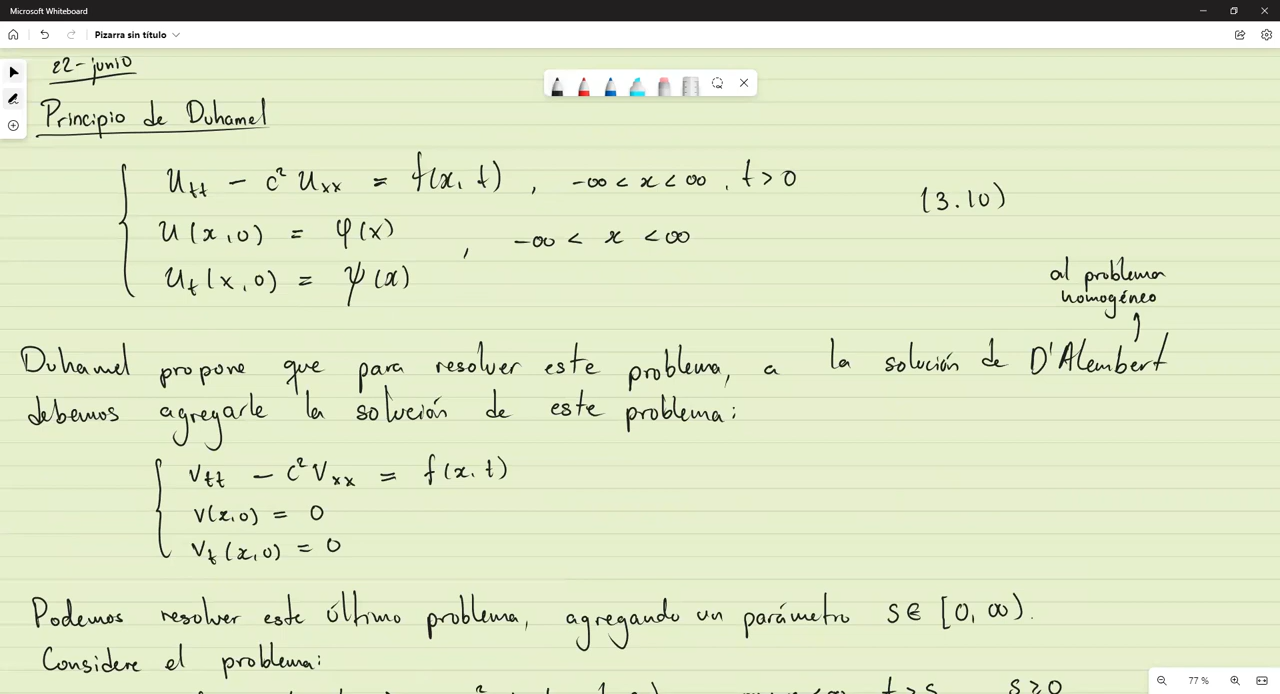 Microsoft Whiteboard
Pizarra sin título
22-junio
Principio de Duhamel
u_tt - c² u_xx = f(x, t) , -∞ < x < ∞ , t > 0
(3.10)
u(x, 0) = φ(x) , -∞ < x < ∞
u_t(x, 0) = ψ(x)
al problema
homogéneo
Duhamel propone que para resolver este problema, a la solución de D'Alembert
debemos agregarle la solución de este problema:
v_tt - c² v_xx = f(x, t)
v(x, 0) = 0
v_t(x, 0) = 0
Podemos resolver este último problema, agregando un parámetro s ∈ [0, ∞).
Considere el problema:
t > s s ≥ 0
77 %